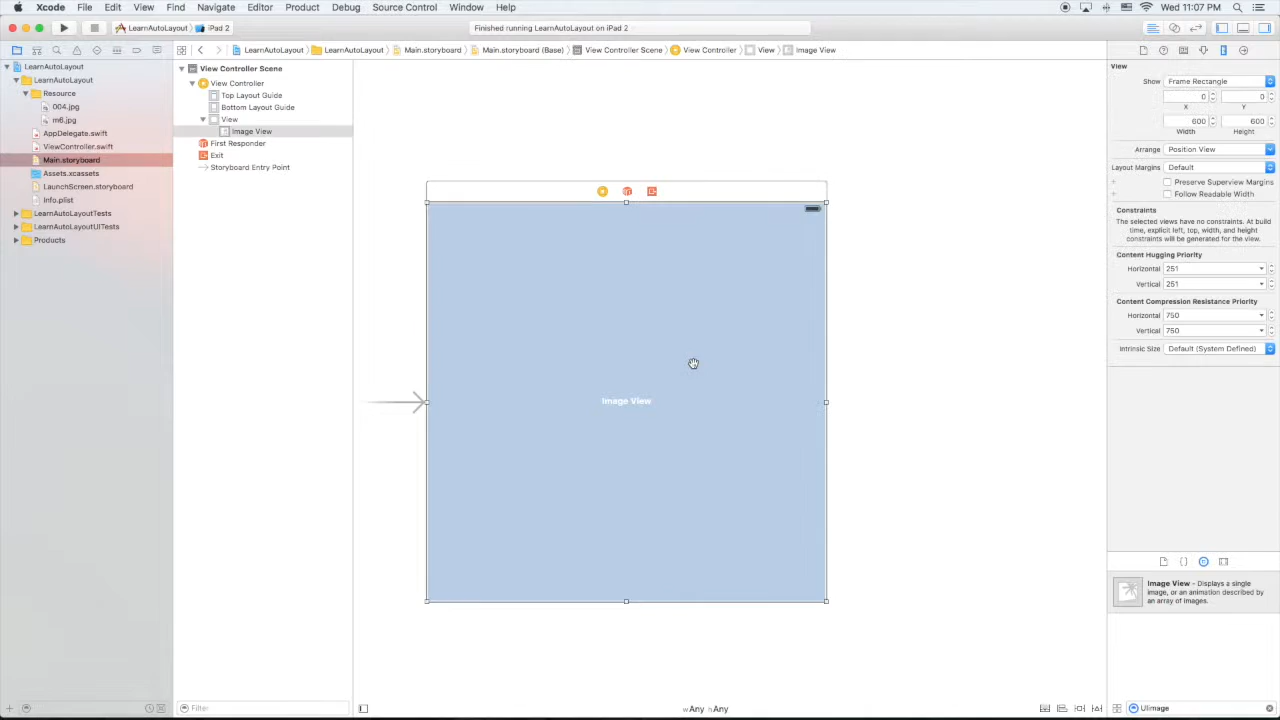 Xcode File Edit View Find Navigate Editor Product Debug Source Control Window Help Wed 11:07 PM
LearnAutoLayout iPad 2 Finished running LearnAutoLayout on iPad 2
LearnAutoLayout LearnAutoLayout Main.storyboard Main.storyboard (Base) View Controller Scene View Controller View Image View
LearnAutoLayout
LearnAutoLayout
Resource
004.jpg
m6.jpg
AppDelegate.swift
ViewController.swift
Main.storyboard
Assets.xcassets
LaunchScreen.storyboard
Info.plist
LearnAutoLayoutTests
LearnAutoLayoutUITests
Products
View Controller Scene
View Controller
Top Layout Guide
Bottom Layout Guide
View
Image View
First Responder
Exit
Storyboard Entry Point
Image View
View
Show Frame Rectangle
0 0
X Y
600 600
Width Height
Arrange Position View
Layout Margins Default
Preserve Superview Margins
Follow Readable Width
Constraints
The selected views have no constraints. At build
time, explicit left, top, width, and height
constraints will be generated for the view.
Content Hugging Priority
Horizontal 251
Vertical 251
Content Compression Resistance Priority
Horizontal 750
Vertical 750
Intrinsic Size Default (System Defined)
Image View - Displays a single
image, or an animation described by
an array of images.
Filter
wAny hAny
UIImage